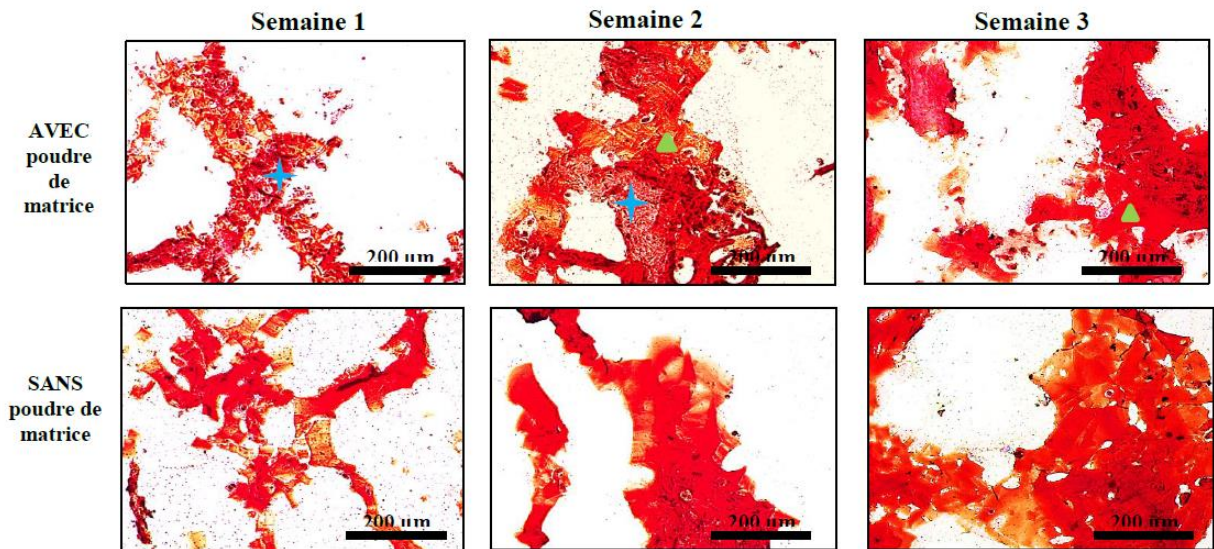 Semaine 1
Semaine 2
Semaine 3
AVEC
poudre
de
matrice
200 µm
200 µm
200 µm
SANS
poudre de
matrice
200 µm
200 µm
200 µm